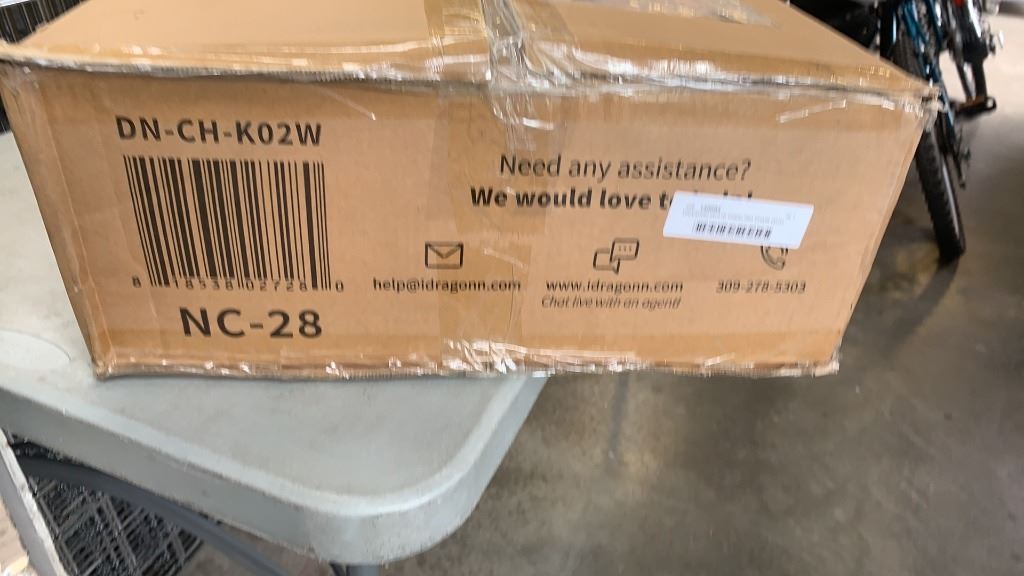 DN-CH-K02W
8 18538 02728 0
NC-28
Need any assistance?
We would love to
help@idragonn.com
www.idragonn.com
Chat live with an agent!
309-278-5303